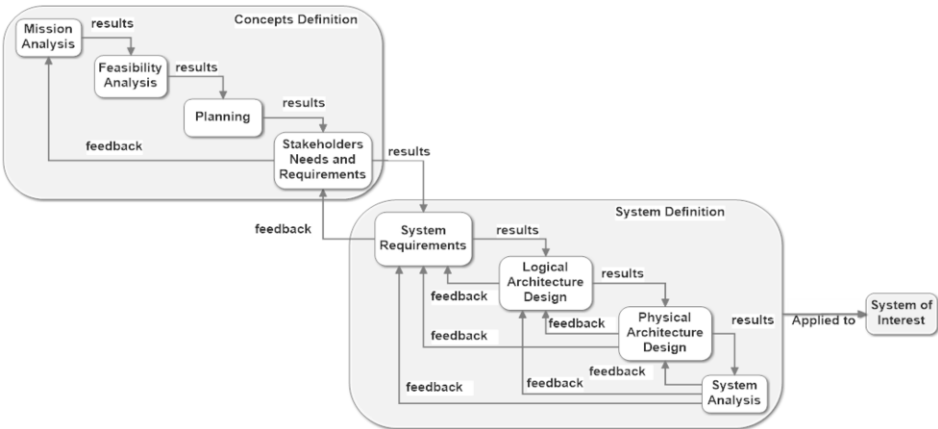 Concepts Definition
Mission
Analysis
results
Feasibility
Analysis
results
Planning
results
feedback
Stakeholders
Needs and
Requirements
results
System Definition
feedback
System
Requirements
results
Logical
Architecture
Design
results
feedback
Physical
Architecture
Design
results
feedback
feedback
Applied to
System of
Interest
feedback
feedback
feedback
System
Analysis